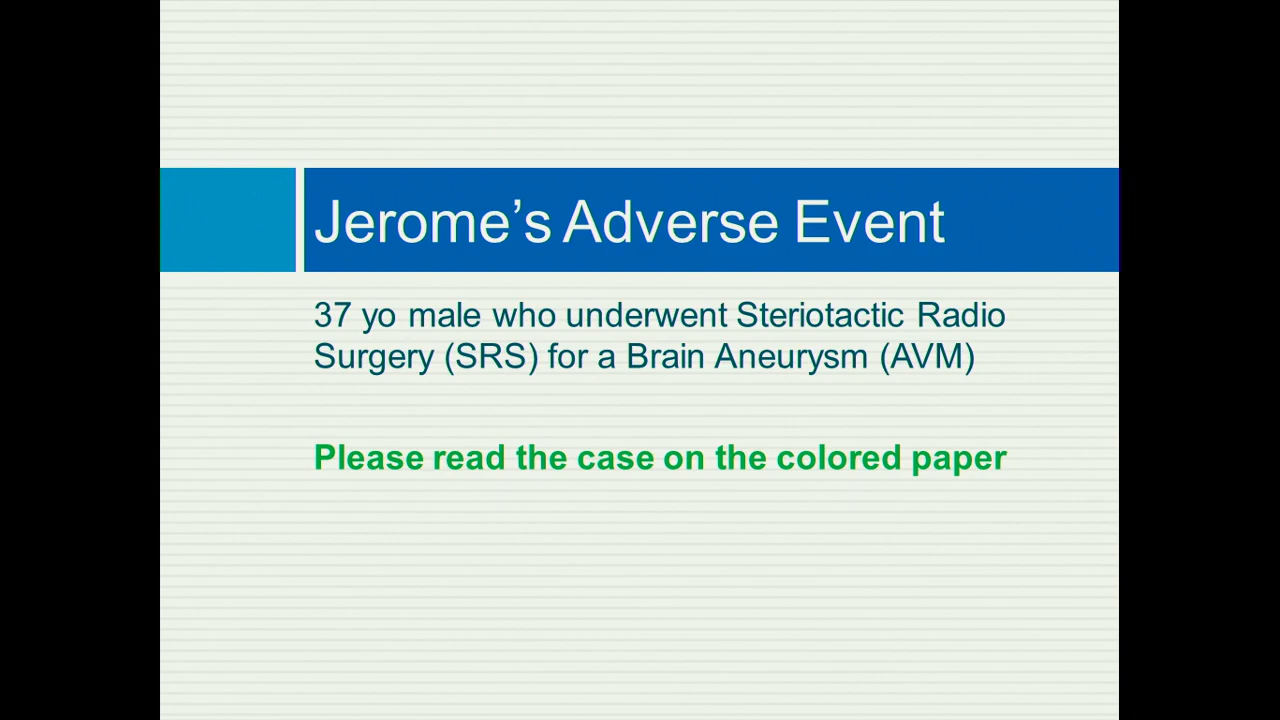 Jerome’s Adverse Event
37 yo male who underwent Steriotactic Radio
Surgery (SRS) for a Brain Aneurysm (AVM)
Please read the case on the colored paper